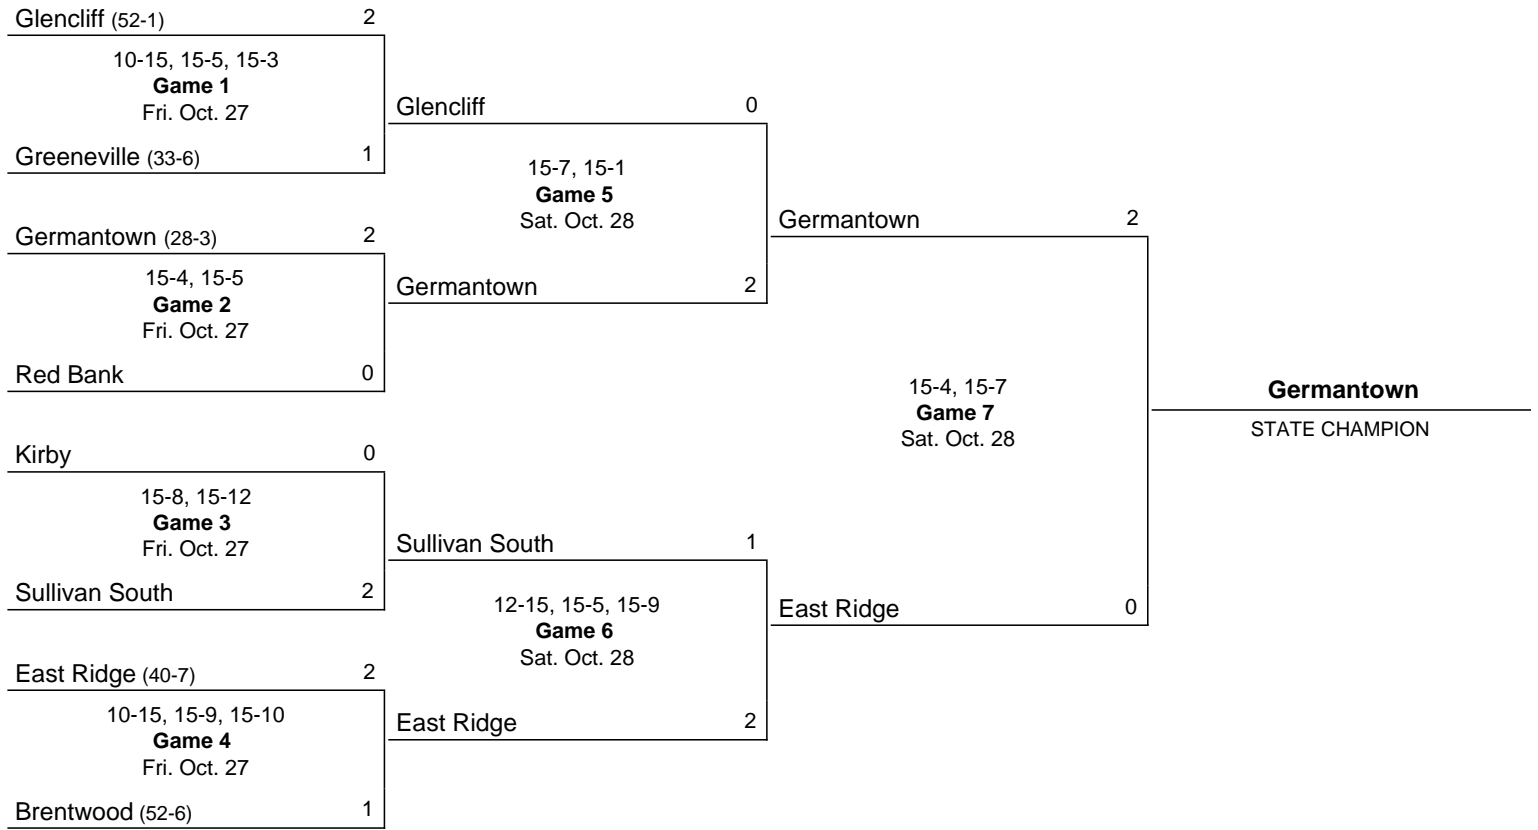 Glencliff (52-1) 2
10-15, 15-5, 15-3
Game 1
Fri. Oct. 27
Greeneville (33-6) 1
Germantown (28-3) 2
15-4, 15-5
Game 2
Fri. Oct. 27
Red Bank 0
Kirby 0
15-8, 15-12
Game 3
Fri. Oct. 27
Sullivan South 2
East Ridge (40-7) 2
10-15, 15-9, 15-10
Game 4
Fri. Oct. 27
Brentwood (52-6) 1
Glencliff 0
15-7, 15-1
Game 5
Sat. Oct. 28
Germantown 2
Sullivan South 1
12-15, 15-5, 15-9
Game 6
Sat. Oct. 28
East Ridge 2
Germantown 2
15-4, 15-7
Game 7
Sat. Oct. 28
East Ridge 0
Germantown
STATE CHAMPION